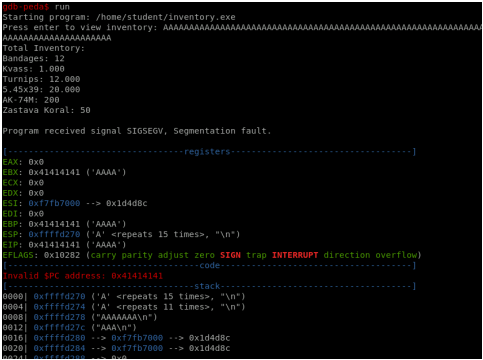 gdb-peda$ run
Starting program: /home/student/inventory.exe
Press enter to view inventory: AAAAAAAAAAAAAAAAAAAAAAAAAAAAAAAAAAAAAAAAAAAAAAAAAAAAAAAAAAAAA
AAAAAAAAAAAAAAAAAAAAA
Total Inventory:
Bandages: 12
Kvass: 1.000
Turnips: 12.000
5.45x39: 20.000
AK-74M: 200
Zastava Koral: 50
Program received signal SIGSEGV, Segmentation fault.
[----------------------------------registers-----------------------------------]
EAX: 0x0
EBX: 0x41414141 ('AAAA')
ECX: 0x0
EDX: 0x0
ESI: 0xf7fb7000 --> 0x1d4d8c
EDI: 0x0
EBP: 0x41414141 ('AAAA')
ESP: 0xffffd270 ('A' <repeats 15 times>, "\n")
EIP: 0x41414141 ('AAAA')
EFLAGS: 0x10282 (carry parity adjust zero SIGN trap INTERRUPT direction overflow)
[-------------------------------------code-------------------------------------]
Invalid $PC address: 0x41414141
[------------------------------------stack-------------------------------------]
0000| 0xffffd270 ('A' <repeats 15 times>, "\n")
0004| 0xffffd274 ('A' <repeats 11 times>, "\n")
0008| 0xffffd278 ("AAAAAAA\n")
0012| 0xffffd27c ("AAA\n")
0016| 0xffffd280 --> 0xf7fb7000 --> 0x1d4d8c
0020| 0xffffd284 --> 0xf7fb7000 --> 0x1d4d8c
0024| 0xffffd288 --> 0x0